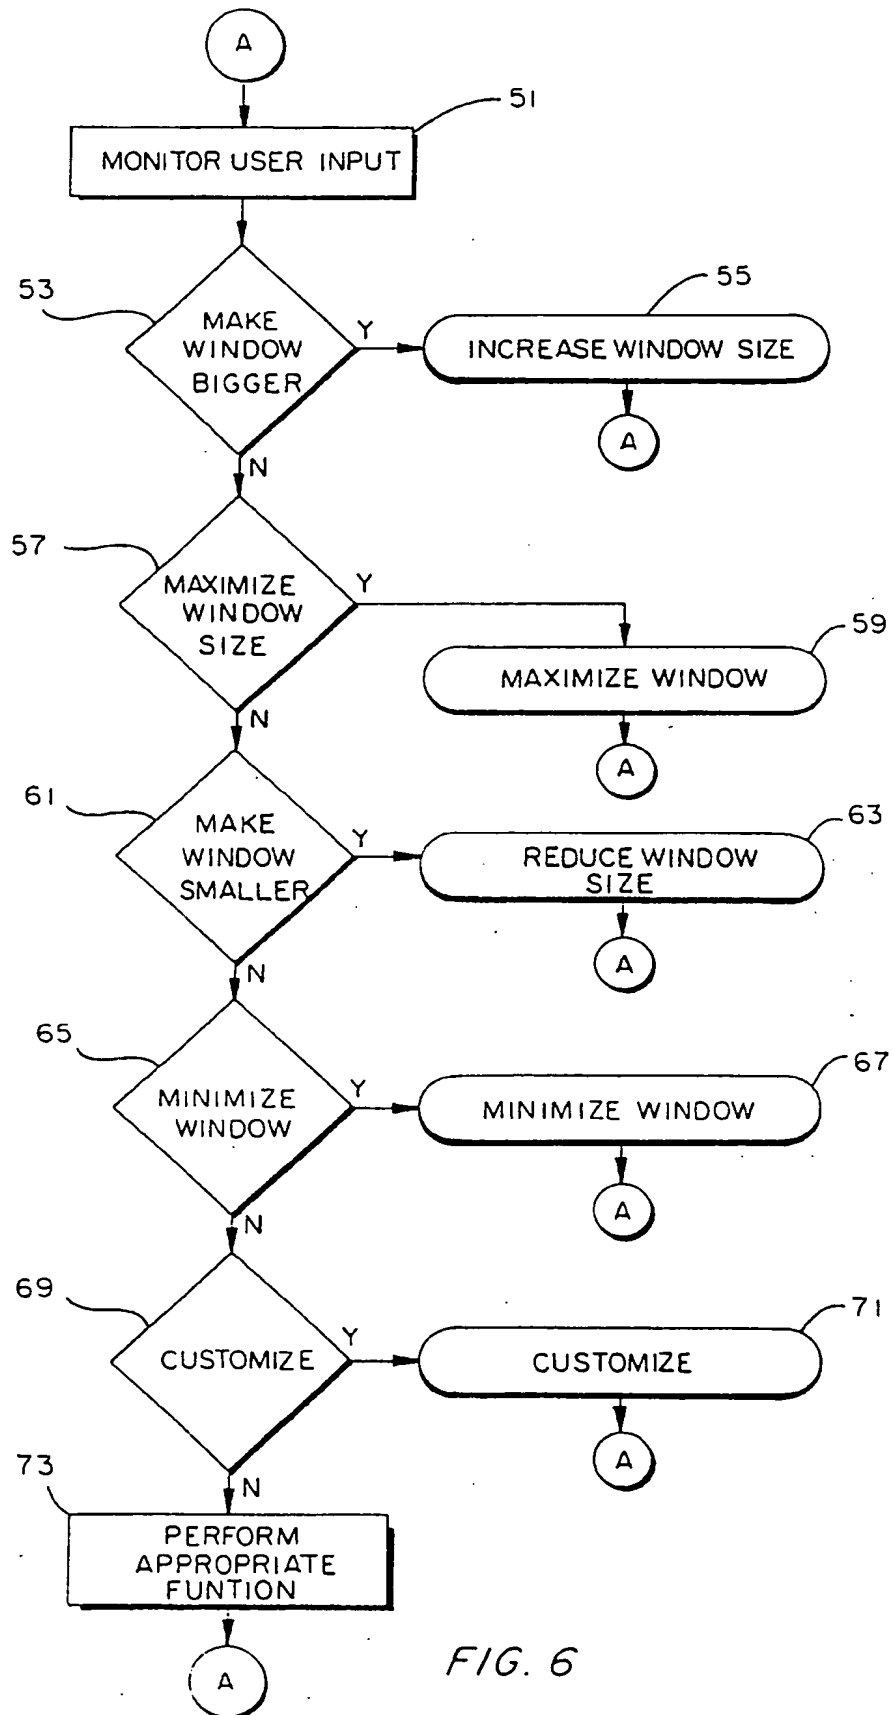 A
51
MONITOR USER INPUT
53
MAKE
WINDOW
BIGGER
Y
55
INCREASE WINDOW SIZE
A
N
57
MAXIMIZE
WINDOW
SIZE
Y
59
MAXIMIZE WINDOW
A
N
61
MAKE
WINDOW
SMALLER
Y
63
REDUCE WINDOW
SIZE
A
N
65
MINIMIZE
WINDOW
Y
67
MINIMIZE WINDOW
A
N
69
CUSTOMIZE
Y
71
CUSTOMIZE
A
N
73
PERFORM
APPROPRIATE
FUNTION
A
FIG. 6